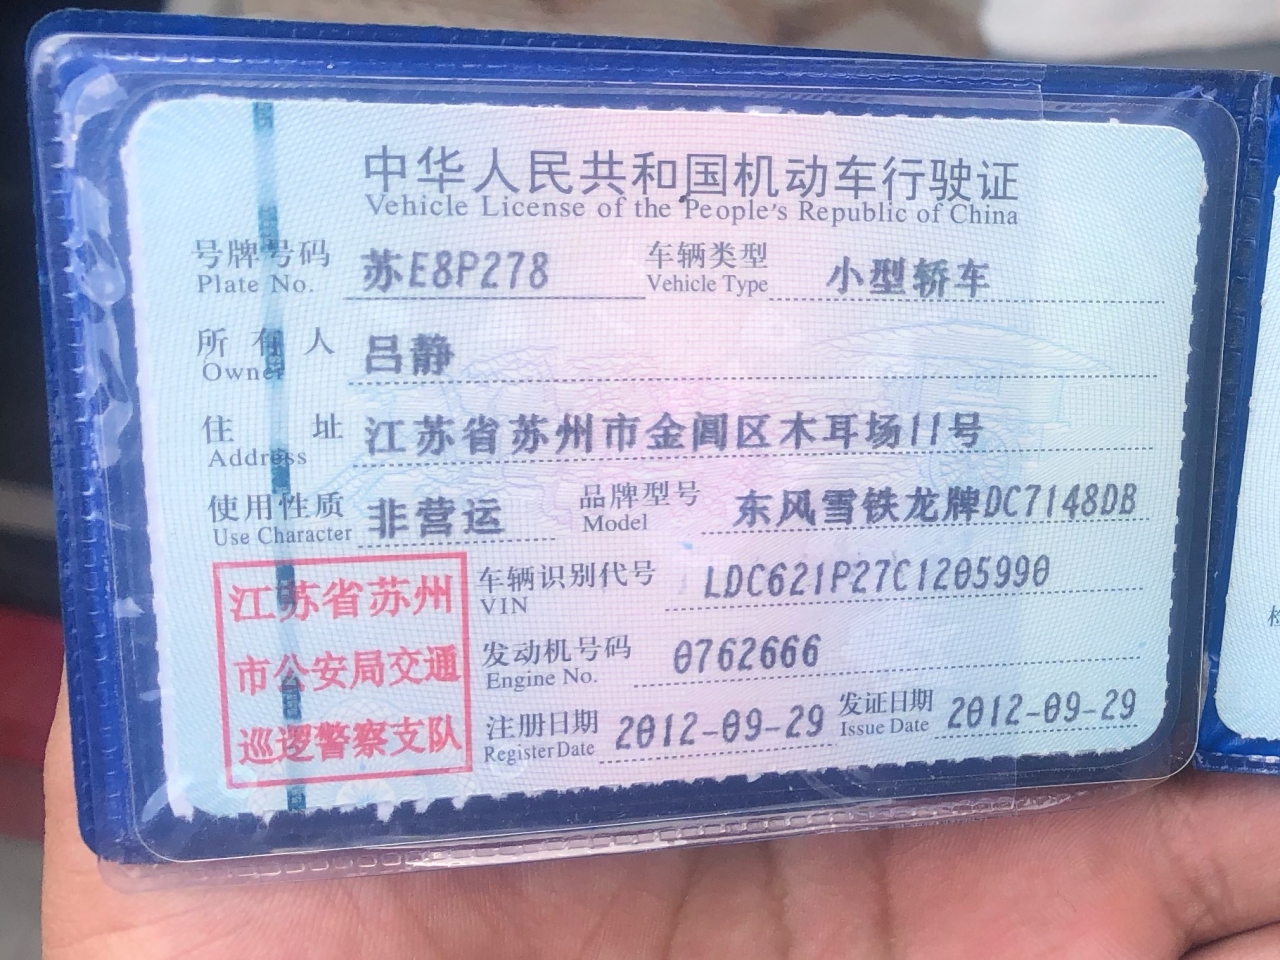 中华人民共和国机动车行驶证
Vehicle License of the People's Republic of China
号牌号码 苏E8P278 车辆类型 小型轿车
Plate No. Vehicle Type
所有人 吕静
Owner
住址 江苏省苏州市金阊区木耳场11号
Address
使用性质 非营运 品牌型号 东风雪铁龙牌DC7148DB
Use Character Model
江苏省苏州
市公安局交通
巡逻警察支队
车辆识别代号 LDC621P27C1205990
VIN
发动机号码 0762666
Engine No.
注册日期 2012-09-29 发证日期 2012-09-29
Register Date Issue Date